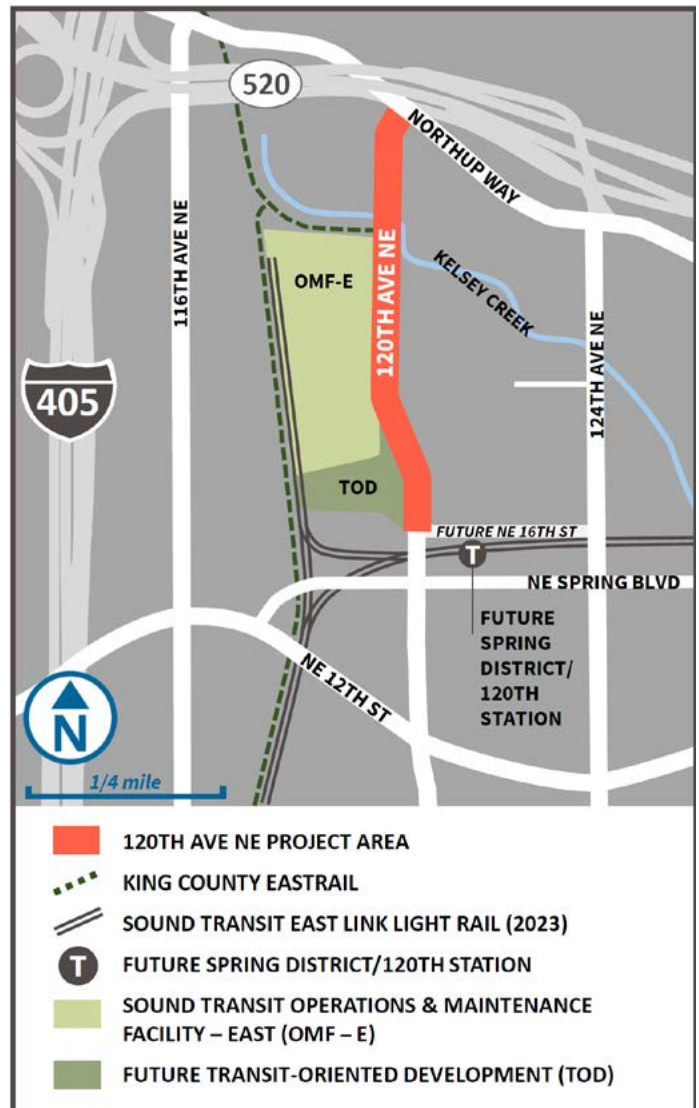 520
NORTHUP WAY
116TH AVE NE
OMF-E
120TH AVE NE
KELSEY CREEK
405
124TH AVE NE
TOD
FUTURE NE 16TH ST
T
NE SPRING BLVD
FUTURE
SPRING
DISTRICT/
120TH
STATION
NE 12TH ST
N
1/4 mile
120TH AVE NE PROJECT AREA
KING COUNTY EASTRAIL
SOUND TRANSIT EAST LINK LIGHT RAIL (2023)
T
FUTURE SPRING DISTRICT/120TH STATION
SOUND TRANSIT OPERATIONS & MAINTENANCE
FACILITY – EAST (OMF – E)
FUTURE TRANSIT-ORIENTED DEVELOPMENT (TOD)